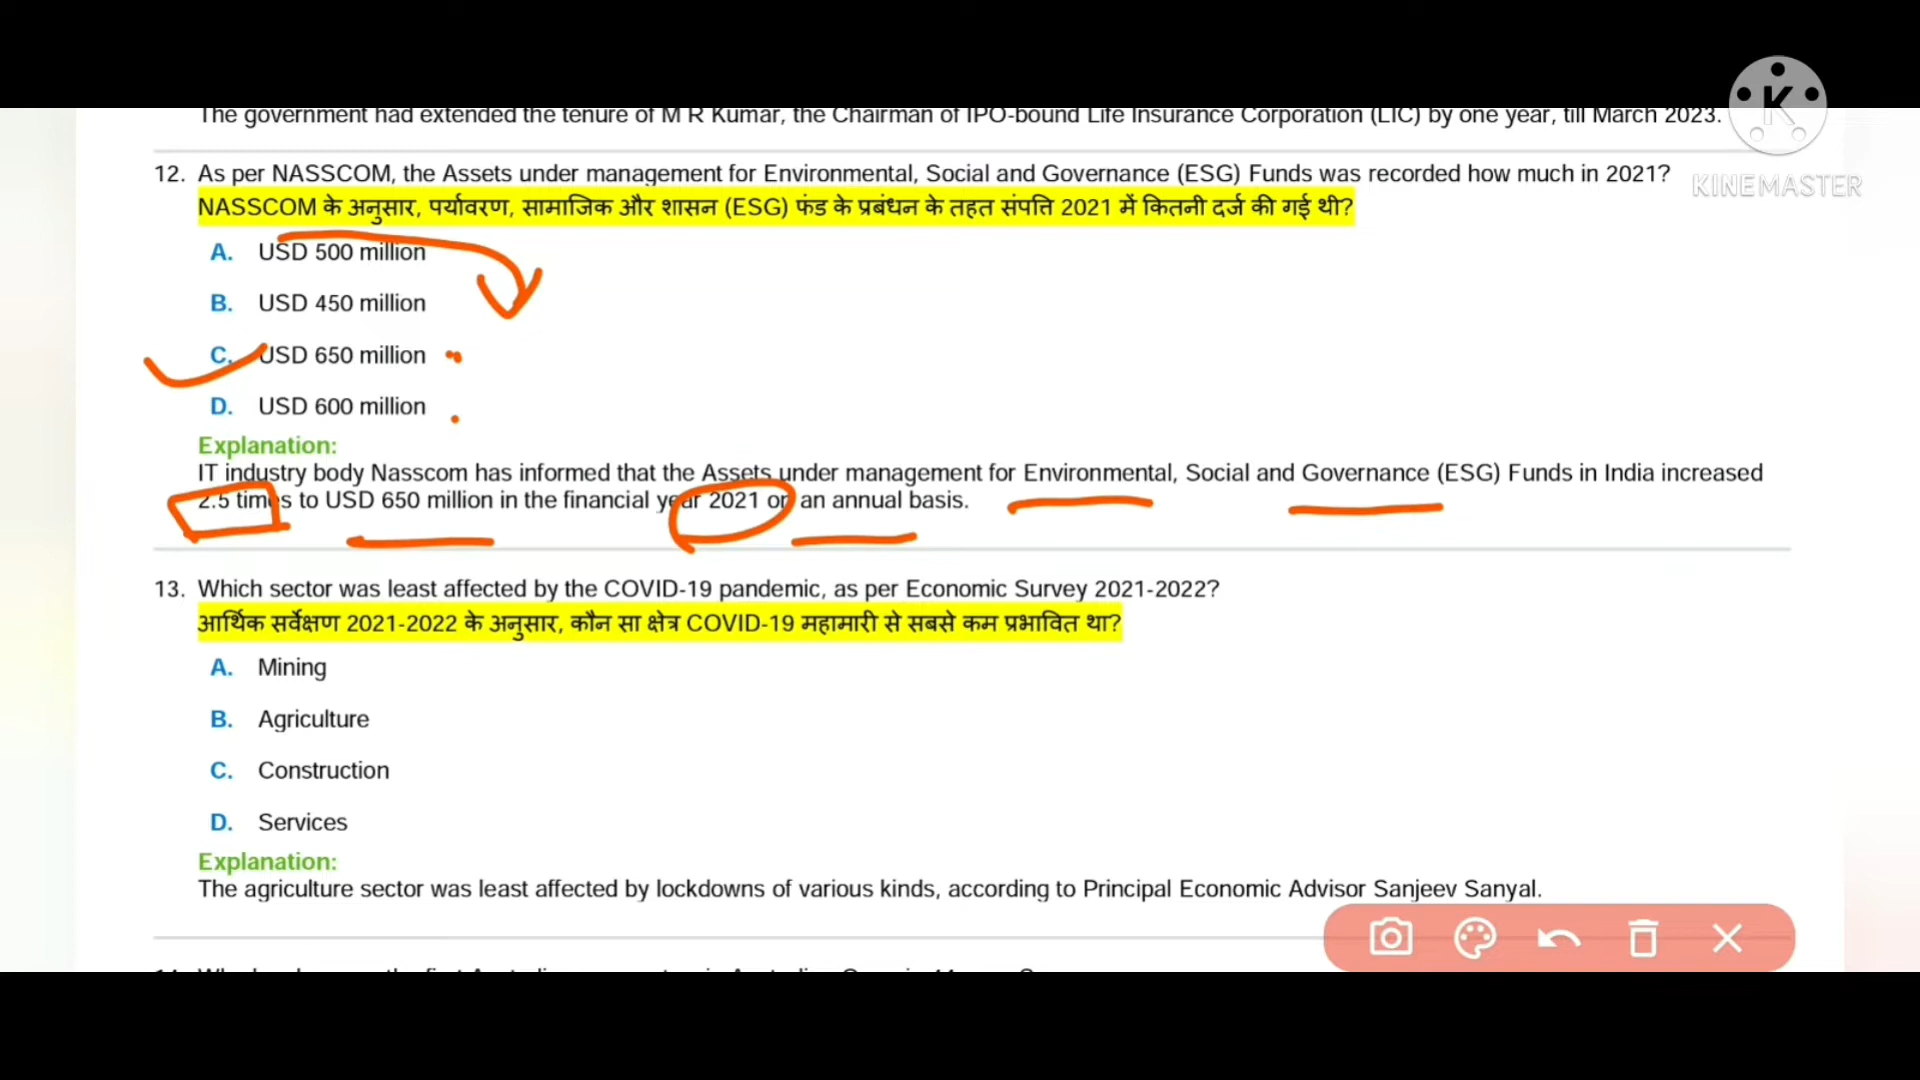 The government had extended the tenure of M R Kumar, the Chairman of IPO-bound Life Insurance Corporation (LIC) by one year, till March 2023.
K
KINEMASTER
12. As per NASSCOM, the Assets under management for Environmental, Social and Governance (ESG) Funds was recorded how much in 2021?
NASSCOM के अनुसार, पर्यावरण, सामाजिक और शासन (ESG) फंड के प्रबंधन के तहत संपत्ति 2021 में कितनी दर्ज की गई थी?
A. USD 500 million
B. USD 450 million
C. USD 650 million
D. USD 600 million
Explanation:
IT industry body Nasscom has informed that the Assets under management for Environmental, Social and Governance (ESG) Funds in India increased
2.5 times to USD 650 million in the financial year 2021 on an annual basis.
13. Which sector was least affected by the COVID-19 pandemic, as per Economic Survey 2021-2022?
आर्थिक सर्वेक्षण 2021-2022 के अनुसार, कौन सा क्षेत्र COVID-19 महामारी से सबसे कम प्रभावित था?
A. Mining
B. Agriculture
C. Construction
D. Services
Explanation:
The agriculture sector was least affected by lockdowns of various kinds, according to Principal Economic Advisor Sanjeev Sanyal.